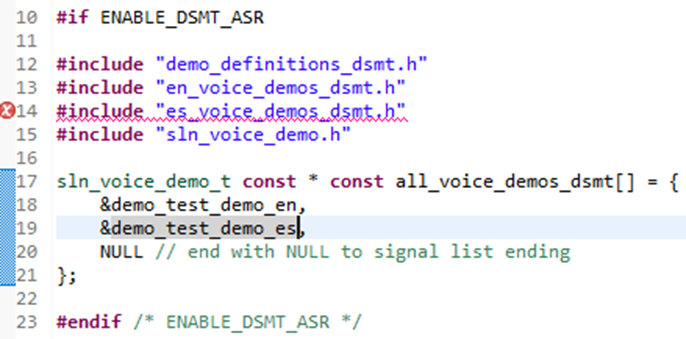 10 #if ENABLE_DSMT_ASR
11
12 #include "demo_definitions_dsmt.h"
13 #include "en_voice_demos_dsmt.h"
14 #include "es_voice_demos_dsmt.h"
15 #include "sln_voice_demo.h"
16
17 sln_voice_demo_t const * const all_voice_demos_dsmt[] = {
18     &demo_test_demo_en,
19     &demo_test_demo_es,
20     NULL // end with NULL to signal list ending
21 };
22
23 #endif /* ENABLE_DSMT_ASR */